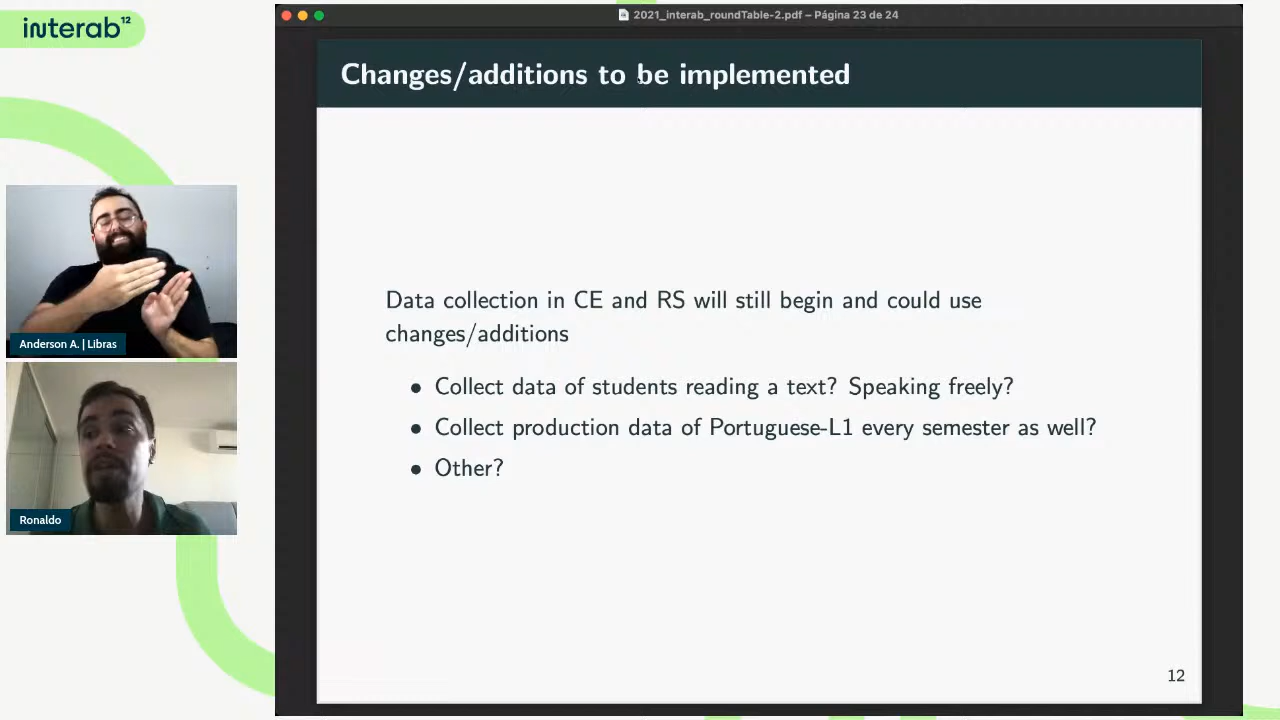 interab¹²
2021_interab_roundTable-2.pdf – Página 23 de 24
Changes/additions to be implemented
Data collection in CE and RS will still begin and could use
changes/additions
• Collect data of students reading a text? Speaking freely?
• Collect production data of Portuguese-L1 every semester as well?
• Other?
12
Anderson A. | Libras
Ronaldo